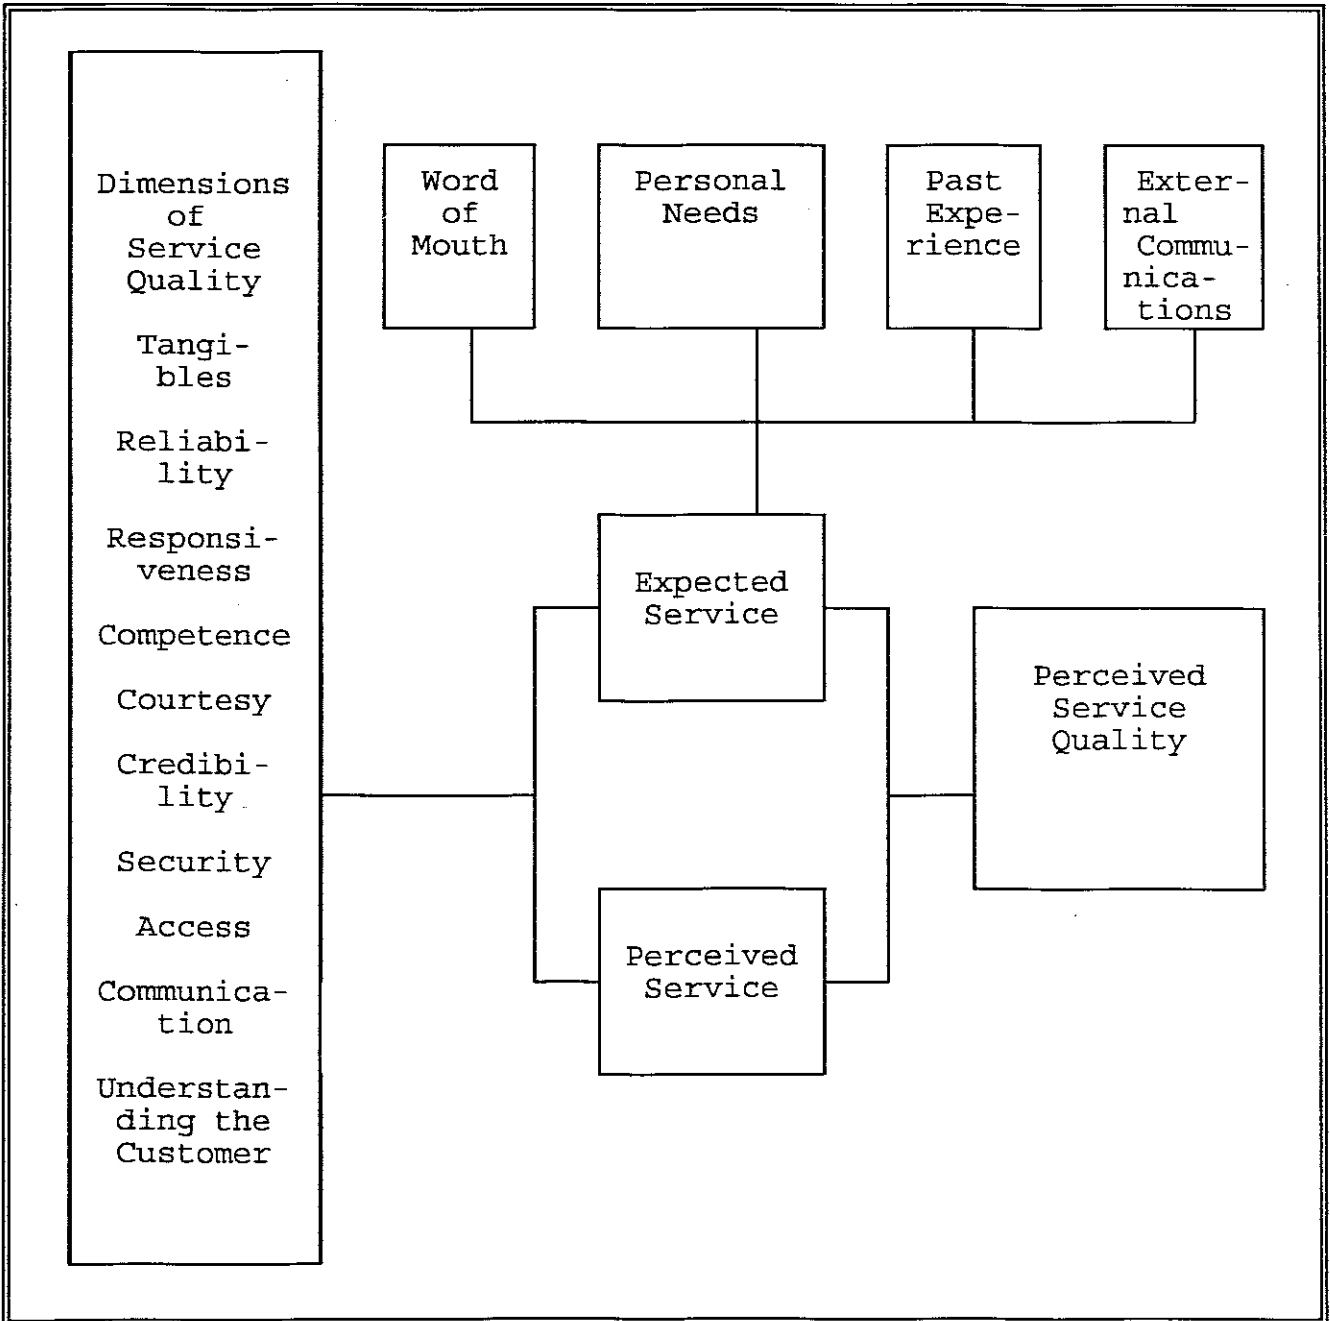 Dimensions
of
Service
Quality
Tangi-
bles
Reliabi-
lity
Responsi-
veness
Competence
Courtesy
Credibi-
lity
Security
Access
Communica-
tion
Understan-
ding the
Customer
Word
of
Mouth
Personal
Needs
Past
Expe-
rience
Exter-
nal
Commu-
nica-
tions
Expected
Service
Perceived
Service
Quality
Perceived
Service